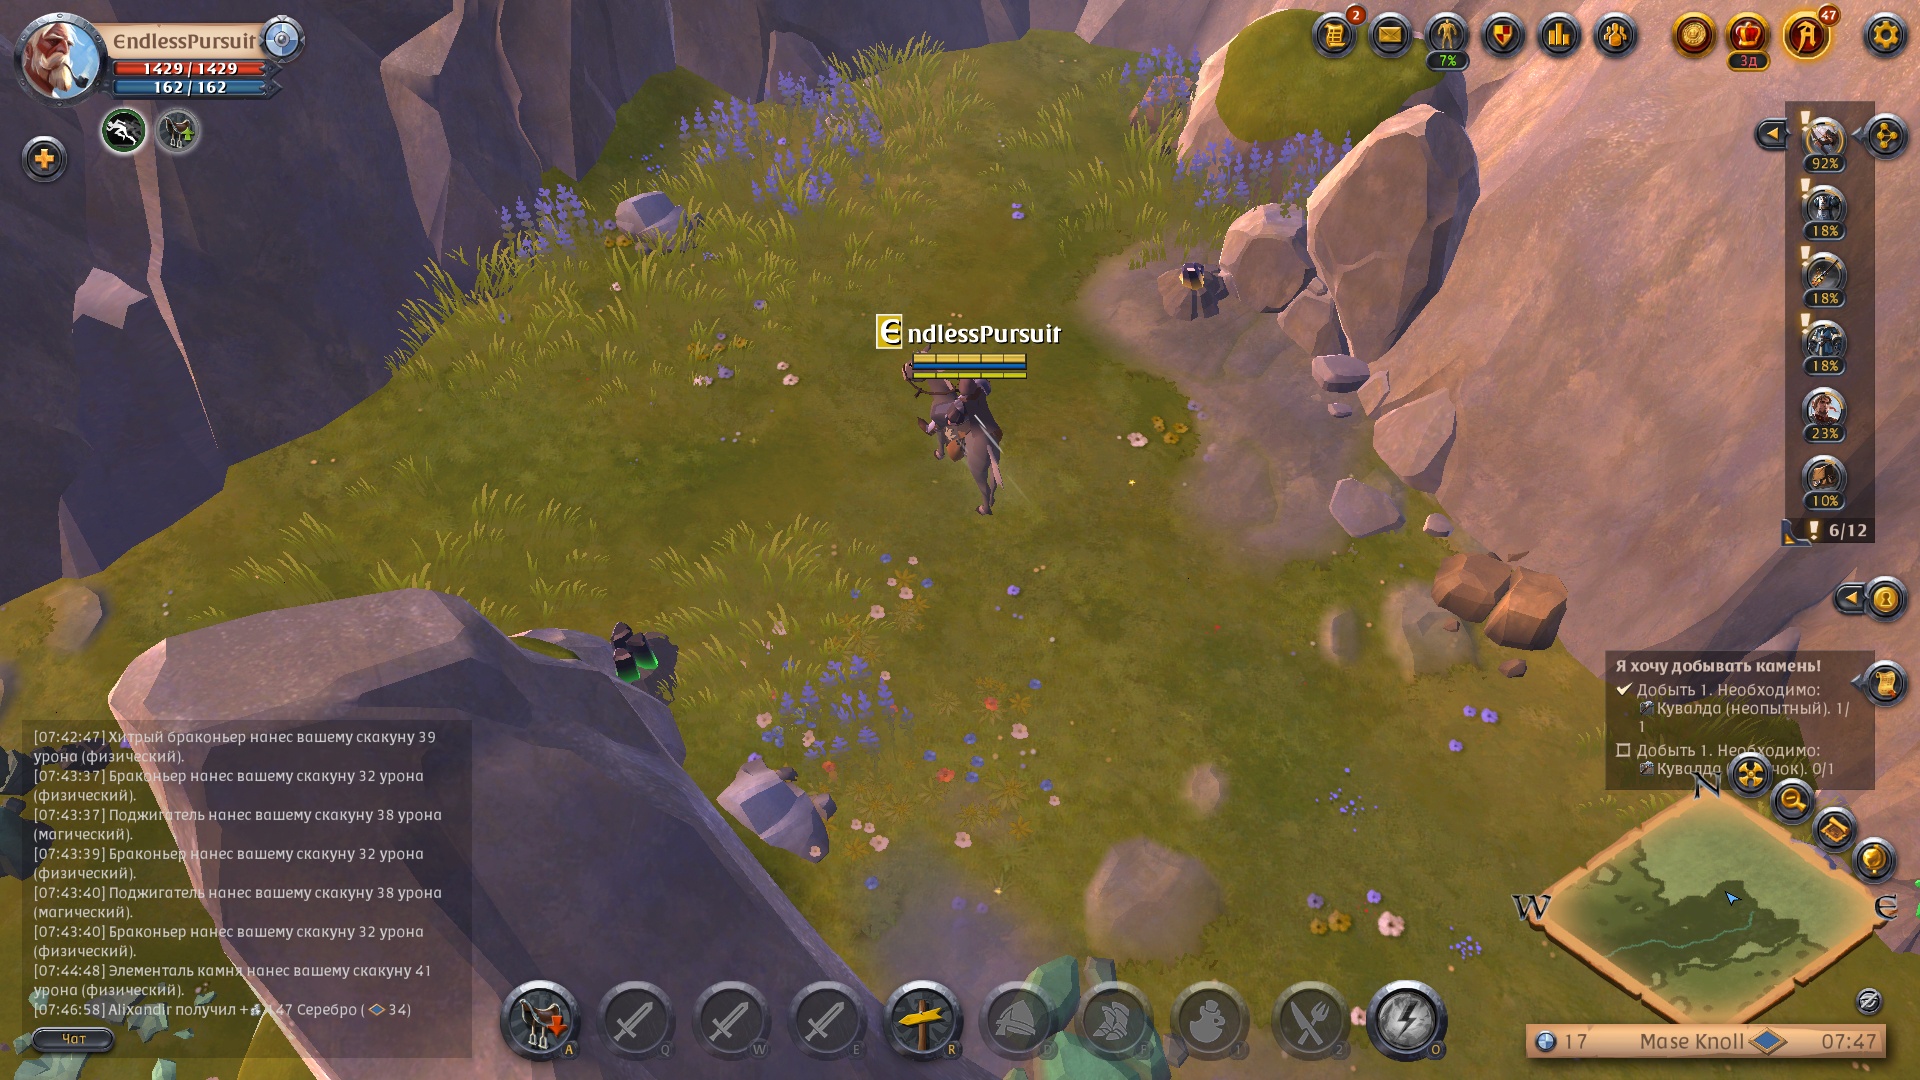 EndlessPursuit
1429 / 1429
162 / 162
2
7%
3д
47
92%
18%
18%
18%
23%
10%
6/12
EndlessPursuit
Я хочу добывать камень!
Добыть 1. Необходимо:
Кувалда (неопытный). 1/
1
Добыть 1. Необходимо:
Кувалда чок). 0/1
N
W
E
[07:42:47] Хитрый браконьер нанес вашему скакуну 39
урона (физический).
[07:43:37] Браконьер нанес вашему скакуну 32 урона
(физический).
[07:43:37] Поджигатель нанес вашему скакуну 38 урона
(магический).
[07:43:39] Браконьер нанес вашему скакуну 32 урона
(физический).
[07:43:40] Поджигатель нанес вашему скакуну 38 урона
(магический).
[07:43:40] Браконьер нанес вашему скакуну 32 урона
(физический).
[07:44:48] Элементаль камня нанес вашему скакуну 41
урона (физический).
[07:46:58] Alixandir получил + 47 Серебро ( 34)
Чат
A
Q
W
E
R
1
2
O
17 Mase Knoll 07:47